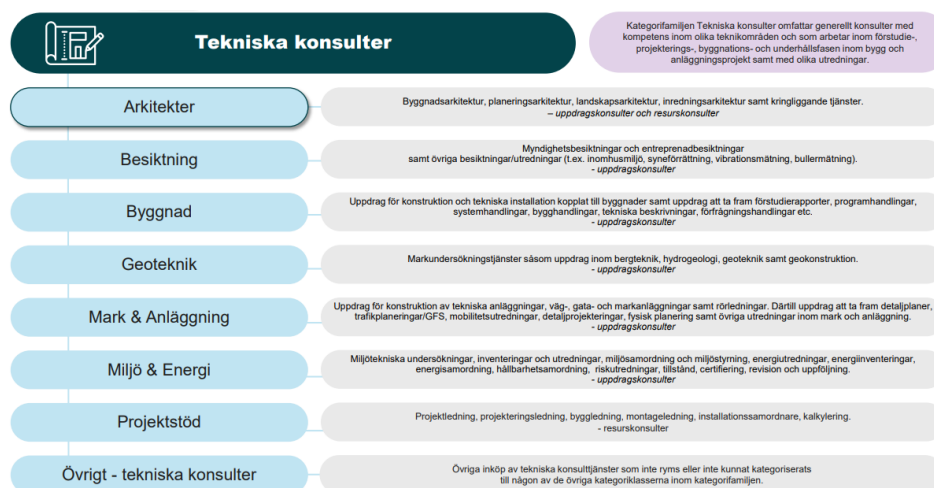 Tekniska konsulter
Kategorifamiljen Tekniska konsulter omfattar generellt konsulter med
kompetens inom olika teknikområden och som arbetar inom förstudie-,
projekterings-, byggnations- och underhållsfasen inom bygg och
anläggningsprojekt samt med olika utredningar.
Arkitekter
Byggnadsarkitektur, planeringsarkitektur, landskapsarkitektur, inredningsarkitektur samt kringliggande tjänster.
– uppdragskonsulter och resurskonsulter
Besiktning
Myndighetsbesiktningar och entreprenadbesiktningar
samt övriga besiktningar/utredningar (t.ex. inomhusmiljö, syneförrättning, vibrationsmätning, bullermätning).
- uppdragskonsulter
Byggnad
Uppdrag för konstruktion och tekniska installation kopplat till byggnader samt uppdrag att ta fram förstudierapporter, programhandlingar,
systemhandlingar, bygghandlingar, tekniska beskrivningar, förfrågningshandlingar etc.
- uppdragskonsulter
Geoteknik
Markundersökningstjänster såsom uppdrag inom bergteknik, hydrogeologi, geoteknik samt geokonstruktion.
- uppdragskonsulter
Mark & Anläggning
Uppdrag för konstruktion av tekniska anläggningar, väg-, gata- och markanläggningar samt rörledningar. Därtill uppdrag att ta fram detaljplaner,
trafikplaneringar/GFS, mobilitetsutredningar, detaljprojekteringar, fysisk planering samt övriga utredningar inom mark och anläggning.
- uppdragskonsulter
Miljö & Energi
Miljötekniska undersökningar, inventeringar och utredningar, miljösamordning och miljöstyrning, energiutredningar, energiinventeringar,
energisamordning, hållbarhetsamordning, riskutredningar, tillstånd, certifiering, revision och uppföljning.
- uppdragskonsulter
Projektstöd
Projektledning, projekteringsledning, byggledning, montageledning, installationssamordnare, kalkylering.
- resurskonsulter
Övrigt - tekniska konsulter
Övriga inköp av tekniska konsulttjänster som inte ryms eller inte kunnat kategoriserats
till någon av de övriga kategoriklasserna inom kategorifamiljen.